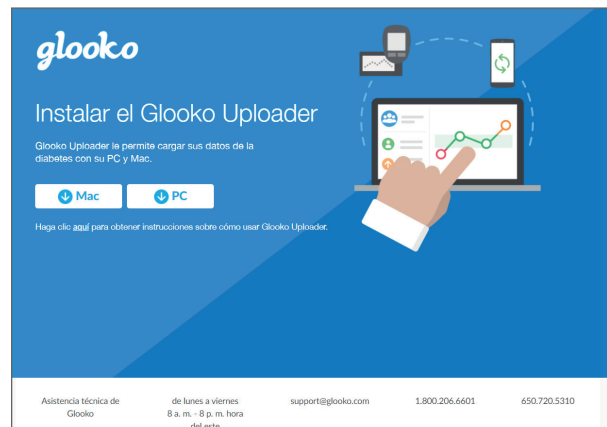 glooko
Instalar el Glooko Uploader
Glooko Uploader le permite cargar sus datos de la
diabetes con su PC y Mac.
Mac
PC
Haga clic aquí para obtener instrucciones sobre cómo usar Glooko Uploader.
Asistencia técnica de
Glooko
de lunes a viernes
8 a. m. - 8 p. m. hora
del este
support@glooko.com
1.800.206.6601
650.720.5310